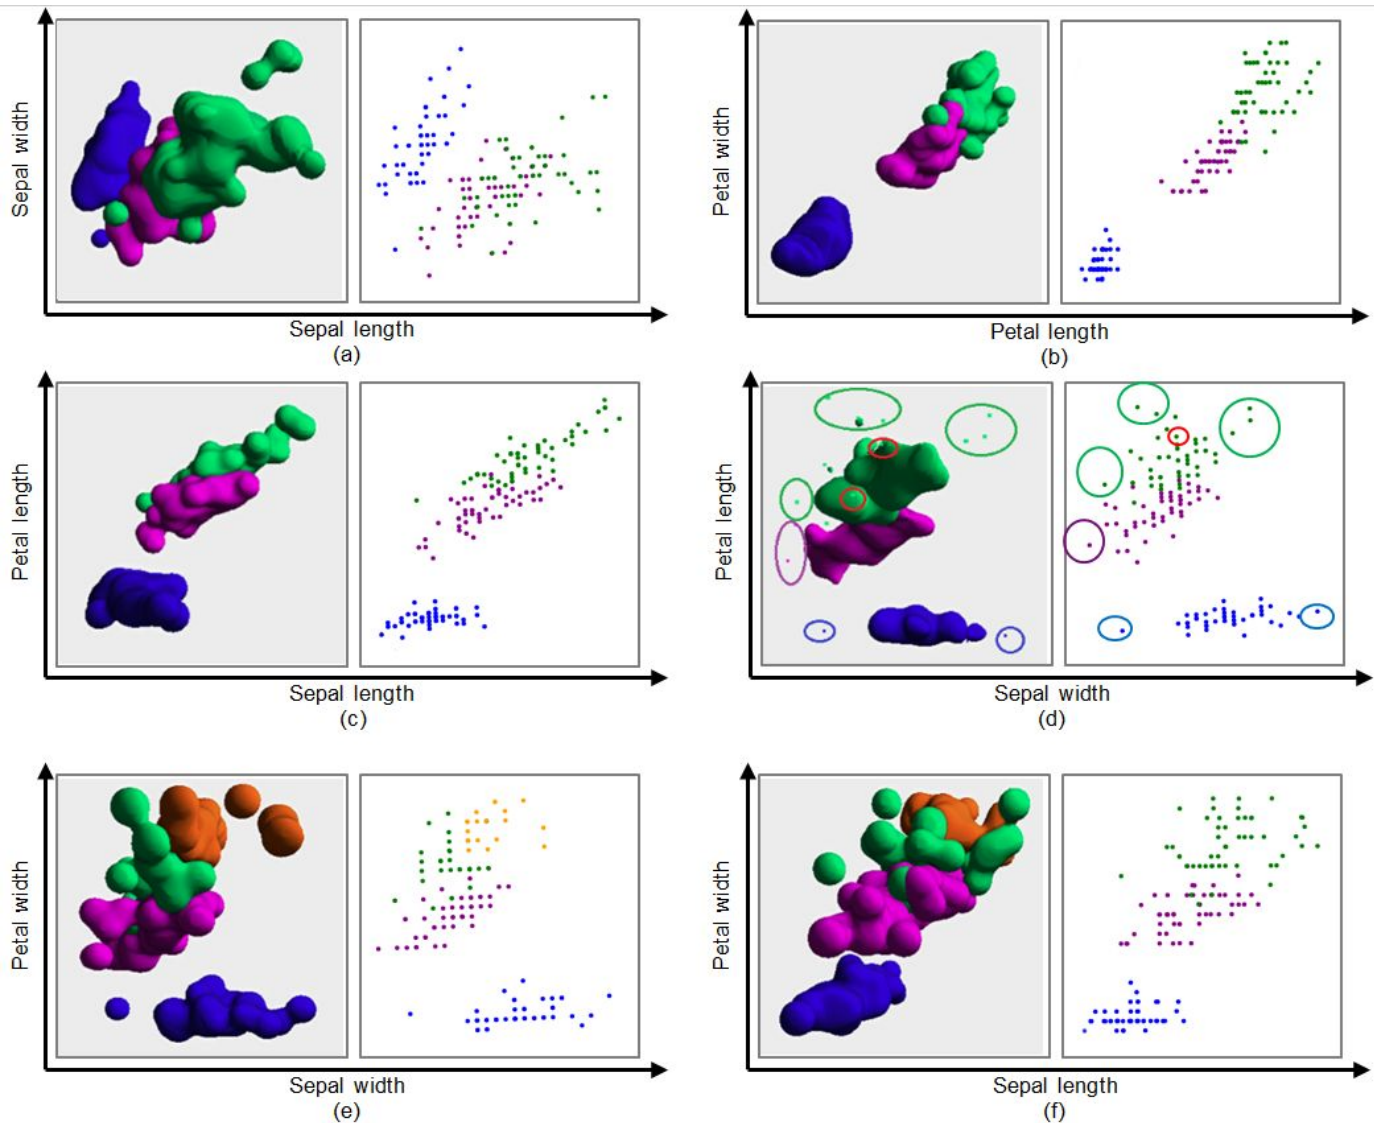 Sepal width
Sepal length
(a)
Petal width
Petal length
(b)
Petal length
Sepal length
(c)
Petal length
Sepal width
(d)
Petal width
Sepal width
(e)
Petal width
Sepal length
(f)